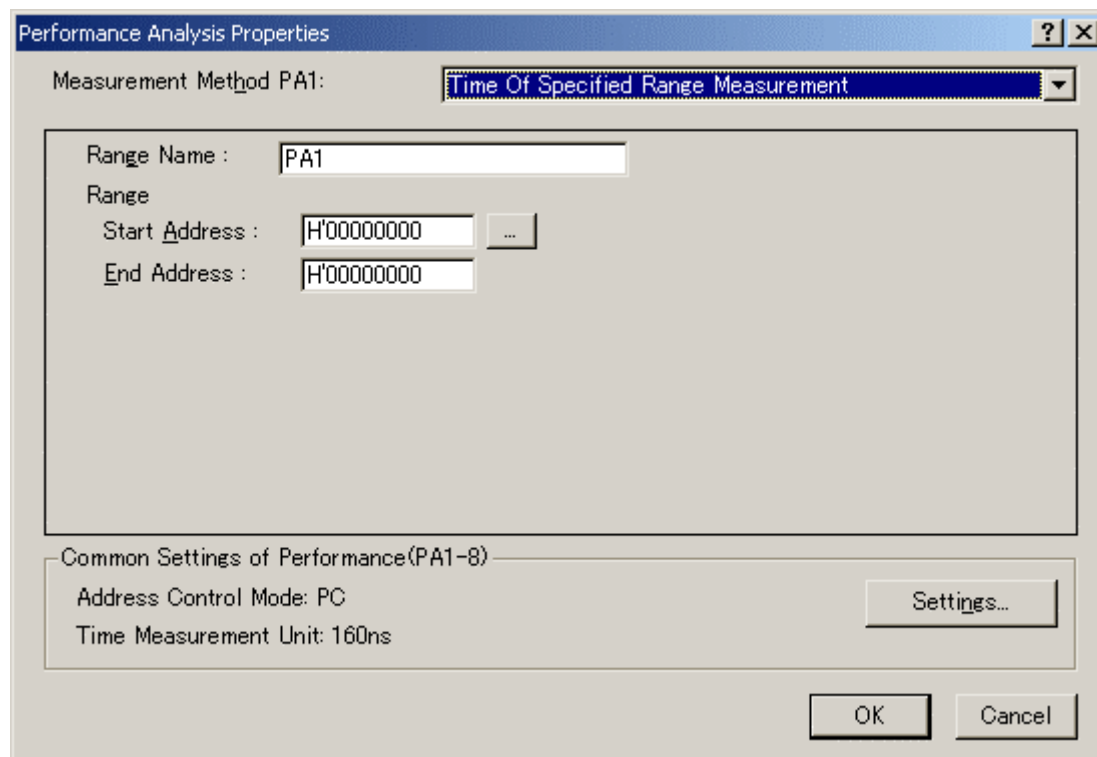 Performance Analysis Properties
Measurement Method PA1: Time Of Specified Range Measurement
Range Name : PA1
Range
Start Address : H'00000000 ...
End Address : H'00000000
Common Settings of Performance(PA1-8)
Address Control Mode: PC
Settings...
Time Measurement Unit: 160ns
OK Cancel